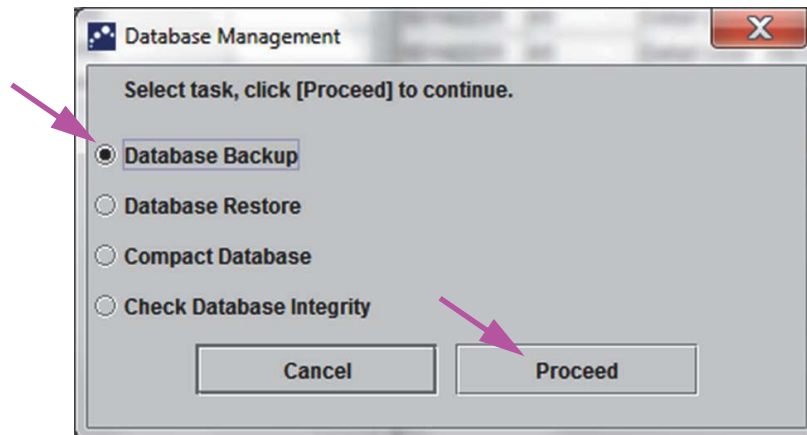 Database Management
Select task, click [Proceed] to continue.
Database Backup
Database Restore
Compact Database
Check Database Integrity
Cancel
Proceed